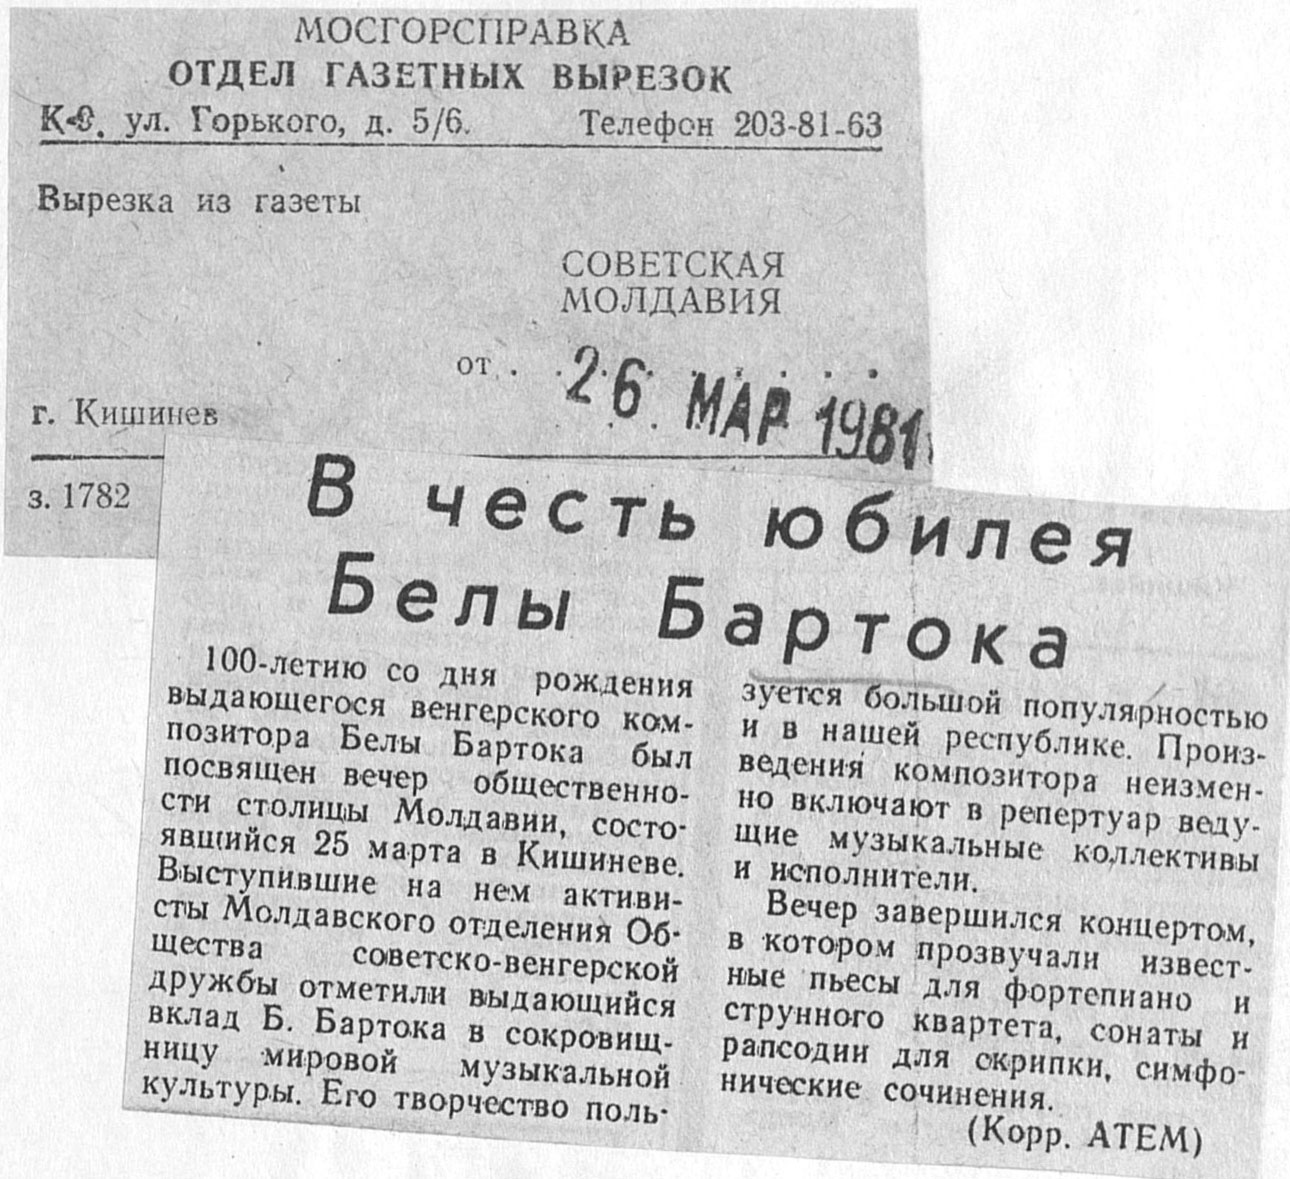 МОСГОРСПРАВКА
ОТДЕЛ ГАЗЕТНЫХ ВЫРЕЗОК
К-9, ул. Горького, д. 5/6. Телефон 203-81-63
Вырезка из газеты
СОВЕТСКАЯ
МОЛДАВИЯ
от . . 26 МАР 1981
г. Кишинев
з. 1782
В честь юбилея
Белы Бартока
100-летию со дня рождения
выдающегося венгерского ком-
позитора Белы Бартока был
посвящен вечер общественно-
сти столицы Молдавии, состо-
явшийся 25 марта в Кишиневе.
Выступившие на нем активи-
сты Молдавского отделения Об-
щества советско-венгерской
дружбы отметили выдающийся
вклад Б. Бартока в сокровищ-
ницу мировой музыкальной
культуры. Его творчество поль-
зуется большой популярностью
и в нашей республике. Произ-
ведения композитора неизмен-
но включают в репертуар веду-
щие музыкальные коллективы
и исполнители.
Вечер завершился концертом,
в котором прозвучали извест-
ные пьесы для фортепиано и
струнного квартета, сонаты и
рапсодии для скрипки, симфо-
нические сочинения.
(Корр. АТЕМ)